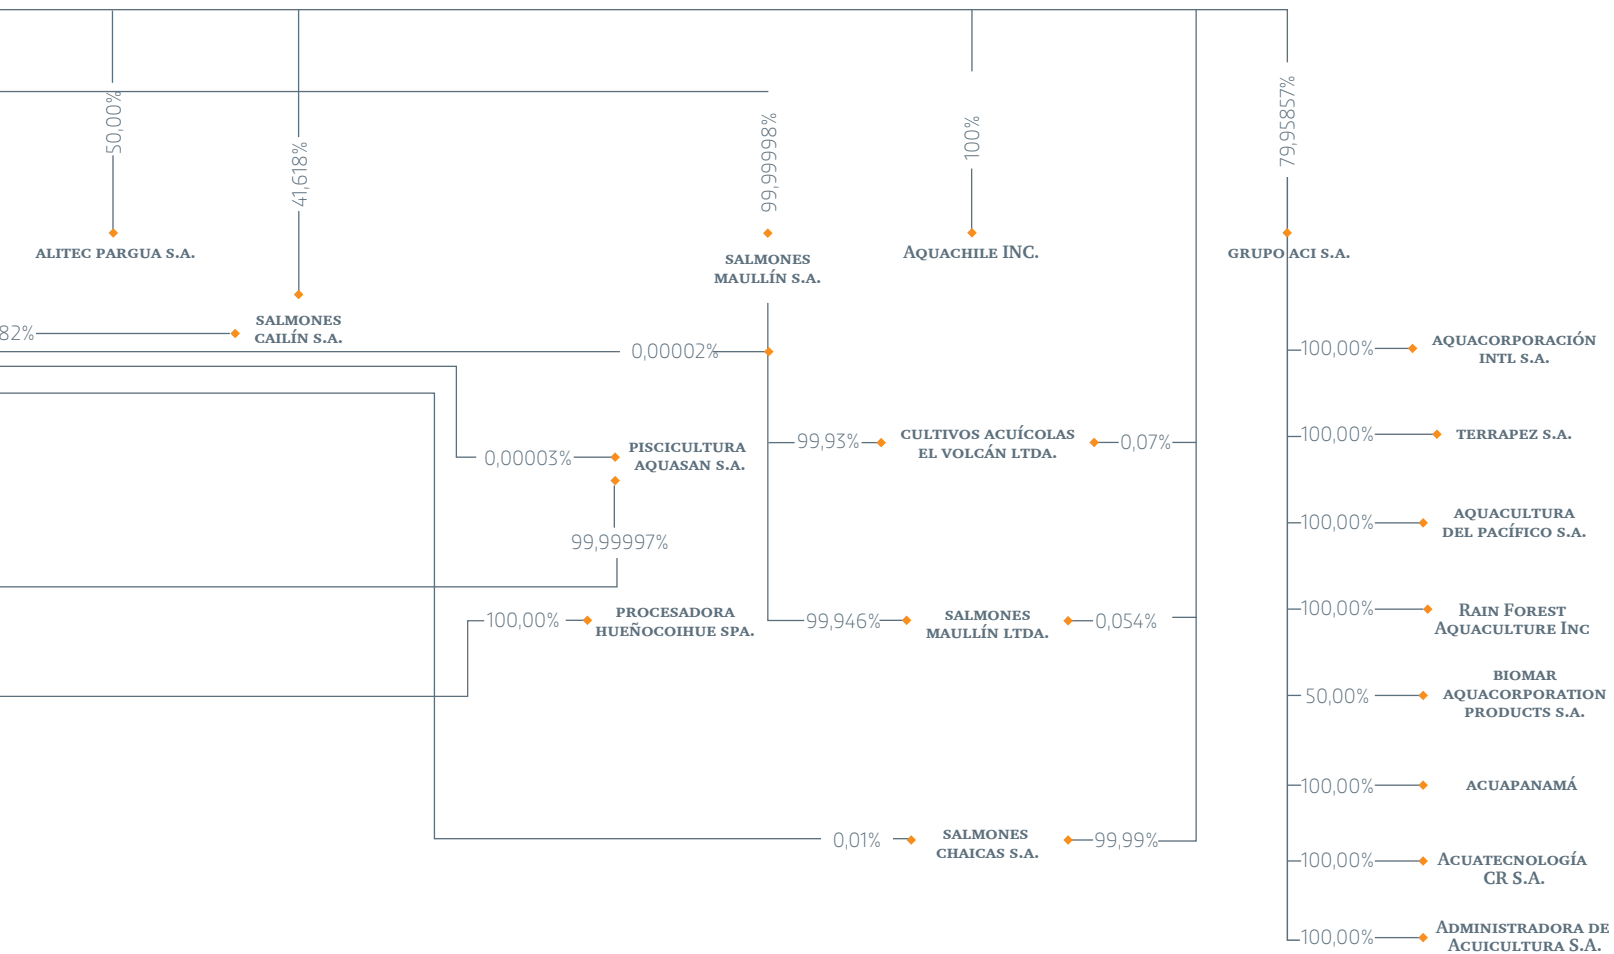 50,00%
41,618%
99,99998%
100%
79,95857%
ALITEC PARGUA S.A.
SALMONES
MAULLÍN S.A.
AQUACHILE INC.
GRUPO ACI S.A.
82%
SALMONES
CAILÍN S.A.
0,00002%
100,00%
AQUACORPORACIÓN
INTL S.A.
0,00003%
PISCICULTURA
AQUASAN S.A.
99,93%
CULTIVOS ACUÍCOLAS
EL VOLCÁN LTDA.
0,07%
100,00%
TERRAPEZ S.A.
99,99997%
100,00%
AQUACULTURA
DEL PACÍFICO S.A.
100,00%
PROCESADORA
HUEÑOCOIHUE SPA.
99,946%
SALMONES
MAULLÍN LTDA.
0,054%
100,00%
RAIN FOREST
AQUACULTURE INC
50,00%
BIOMAR
AQUACORPORATION
PRODUCTS S.A.
100,00%
ACUAPANAMÁ
0,01%
SALMONES
CHAICAS S.A.
99,99%
100,00%
ACUATECNOLOGÍA
CR S.A.
100,00%
ADMINISTRADORA DE
ACUICULTURA S.A.